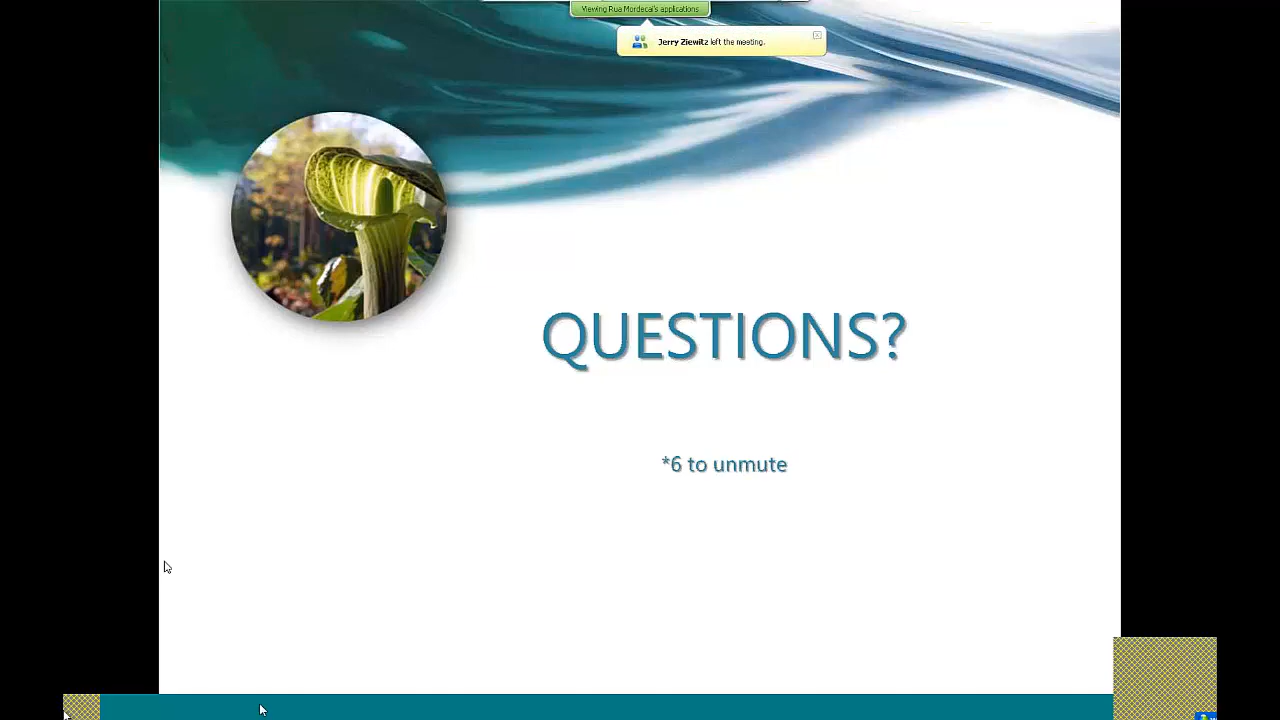 Viewing Rua Mordecai's applications
Jerry Ziewitz left the meeting.
QUESTIONS?
*6 to unmute